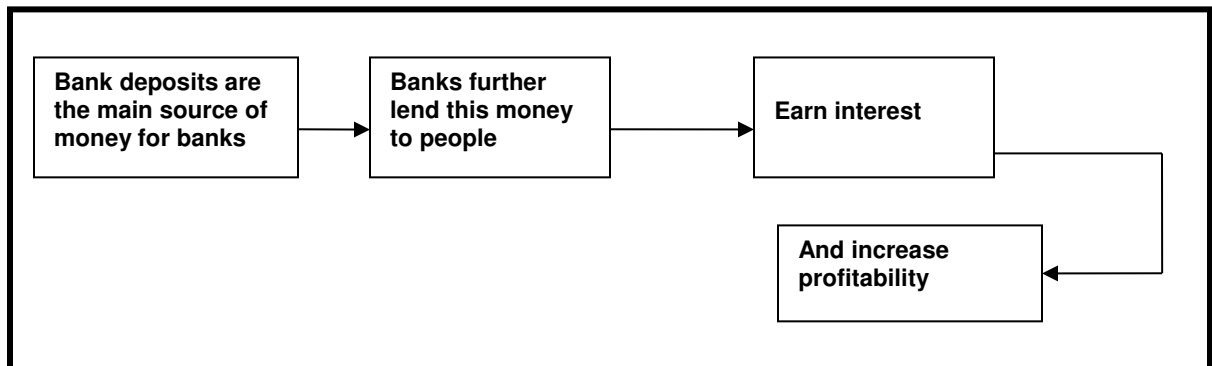 Bank deposits are
the main source of
money for banks
Banks further
lend this money
to people
Earn interest
And increase
profitability